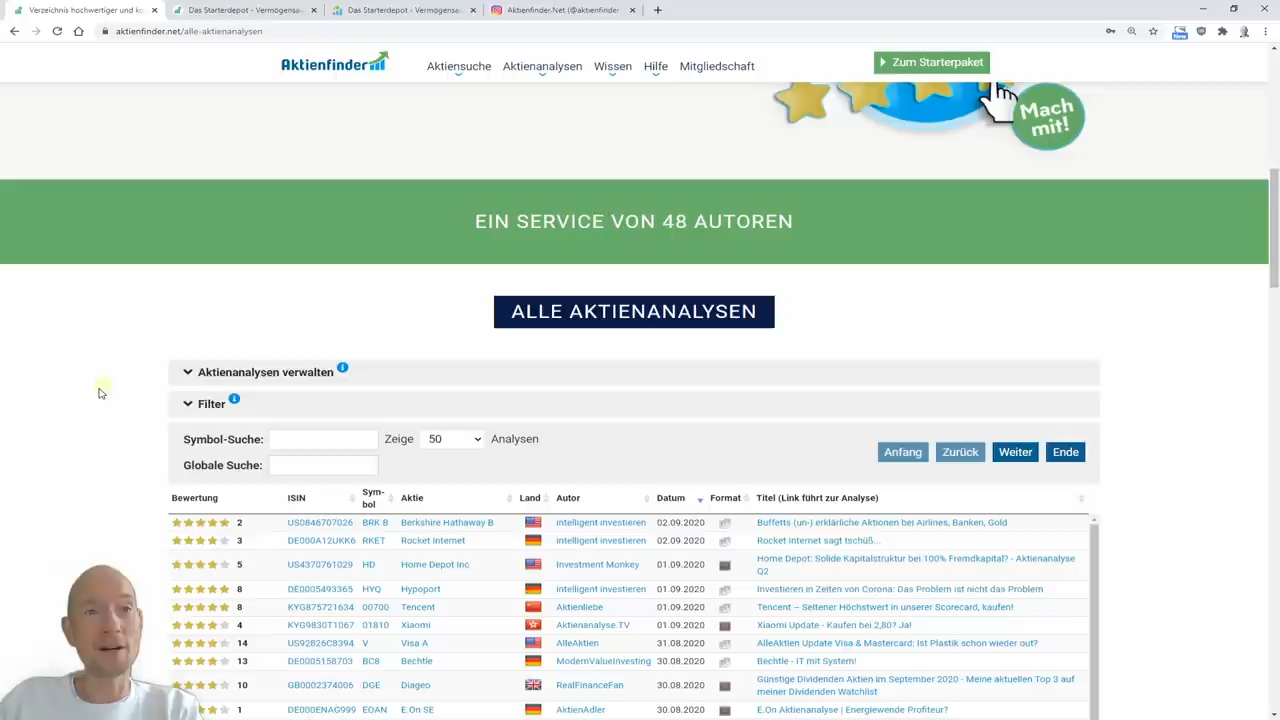 Verzeichnis hochwertiger und ko
Das Starterdepot - Vermögensau
Das Starterdepot - Vermögensau
Aktienfinder.Net (@aktienfinder
aktienfinder.net/alle-aktienanalysen
Aktienfinder
Aktiensuche
Aktienanalysen
Wissen
Hilfe
Mitgliedschaft
Zum Starterpaket
Mach
mit!
EIN SERVICE VON 48 AUTOREN
ALLE AKTIENANALYSEN
Aktienanalysen verwalten
Filter
Symbol-Suche:
Zeige 50 Analysen
Globale Suche:
Anfang
Zurück
Weiter
Ende
Bewertung ISIN Sym-
bol Aktie Land Autor Datum Format Titel (Link führt zur Analyse)
2 US0846707026 BRK B Berkshire Hathaway B intelligent investieren 02.09.2020 Buffetts (un-) erklärliche Aktionen bei Airlines, Banken, Gold
3 DE000A12UKK6 RKET Rocket Internet intelligent investieren 02.09.2020 Rocket Internet sagt tschüß...
5 US4370761029 HD Home Depot Inc Investment Monkey 01.09.2020 Home Depot: Solide Kapitalstruktur bei 100% Fremdkapital? - Aktienanalyse
Q2
8 DE0005493365 HYQ Hypoport intelligent investieren 01.09.2020 Investieren in Zeiten von Corona: Das Problem ist nicht das Problem
8 KYG875721634 00700 Tencent Aktienliebe 01.09.2020 Tencent – Seltener Höchstwert in unserer Scorecard, kaufen!
4 KYG9830T1067 01810 Xiaomi Aktienanalyse.TV 01.09.2020 Xiaomi Update - Kaufen bei 2,80? Ja!
14 US92826C8394 V Visa A AlleAktien 31.08.2020 AlleAktien Update Visa & Mastercard: Ist Plastik schon wieder out?
13 DE0005158703 BC8 Bechtle ModernValueInvesting 30.08.2020 Bechtle - IT mit System!
10 GB0002374006 DGE Diageo RealFinanceFan 30.08.2020 Günstige Dividenden Aktien im September 2020 - Meine aktuellen Top 3 auf
meiner Dividenden Watchlist
1 DE000ENAG999 EOAN E.On SE AktienAdler 30.08.2020 E.On Aktienanalyse | Energiewende Profiteur?